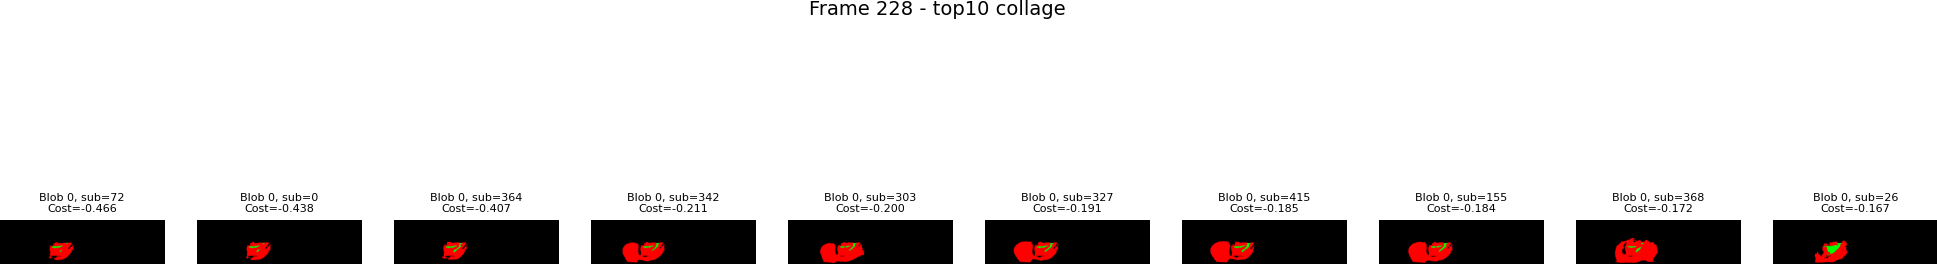 Frame 228 - top10 collage
Blob 0, sub=72
Cost=-0.466
Blob 0, sub=0
Cost=-0.438
Blob 0, sub=364
Cost=-0.407
Blob 0, sub=342
Cost=-0.211
Blob 0, sub=303
Cost=-0.200
Blob 0, sub=327
Cost=-0.191
Blob 0, sub=415
Cost=-0.185
Blob 0, sub=155
Cost=-0.184
Blob 0, sub=368
Cost=-0.172
Blob 0, sub=26
Cost=-0.167